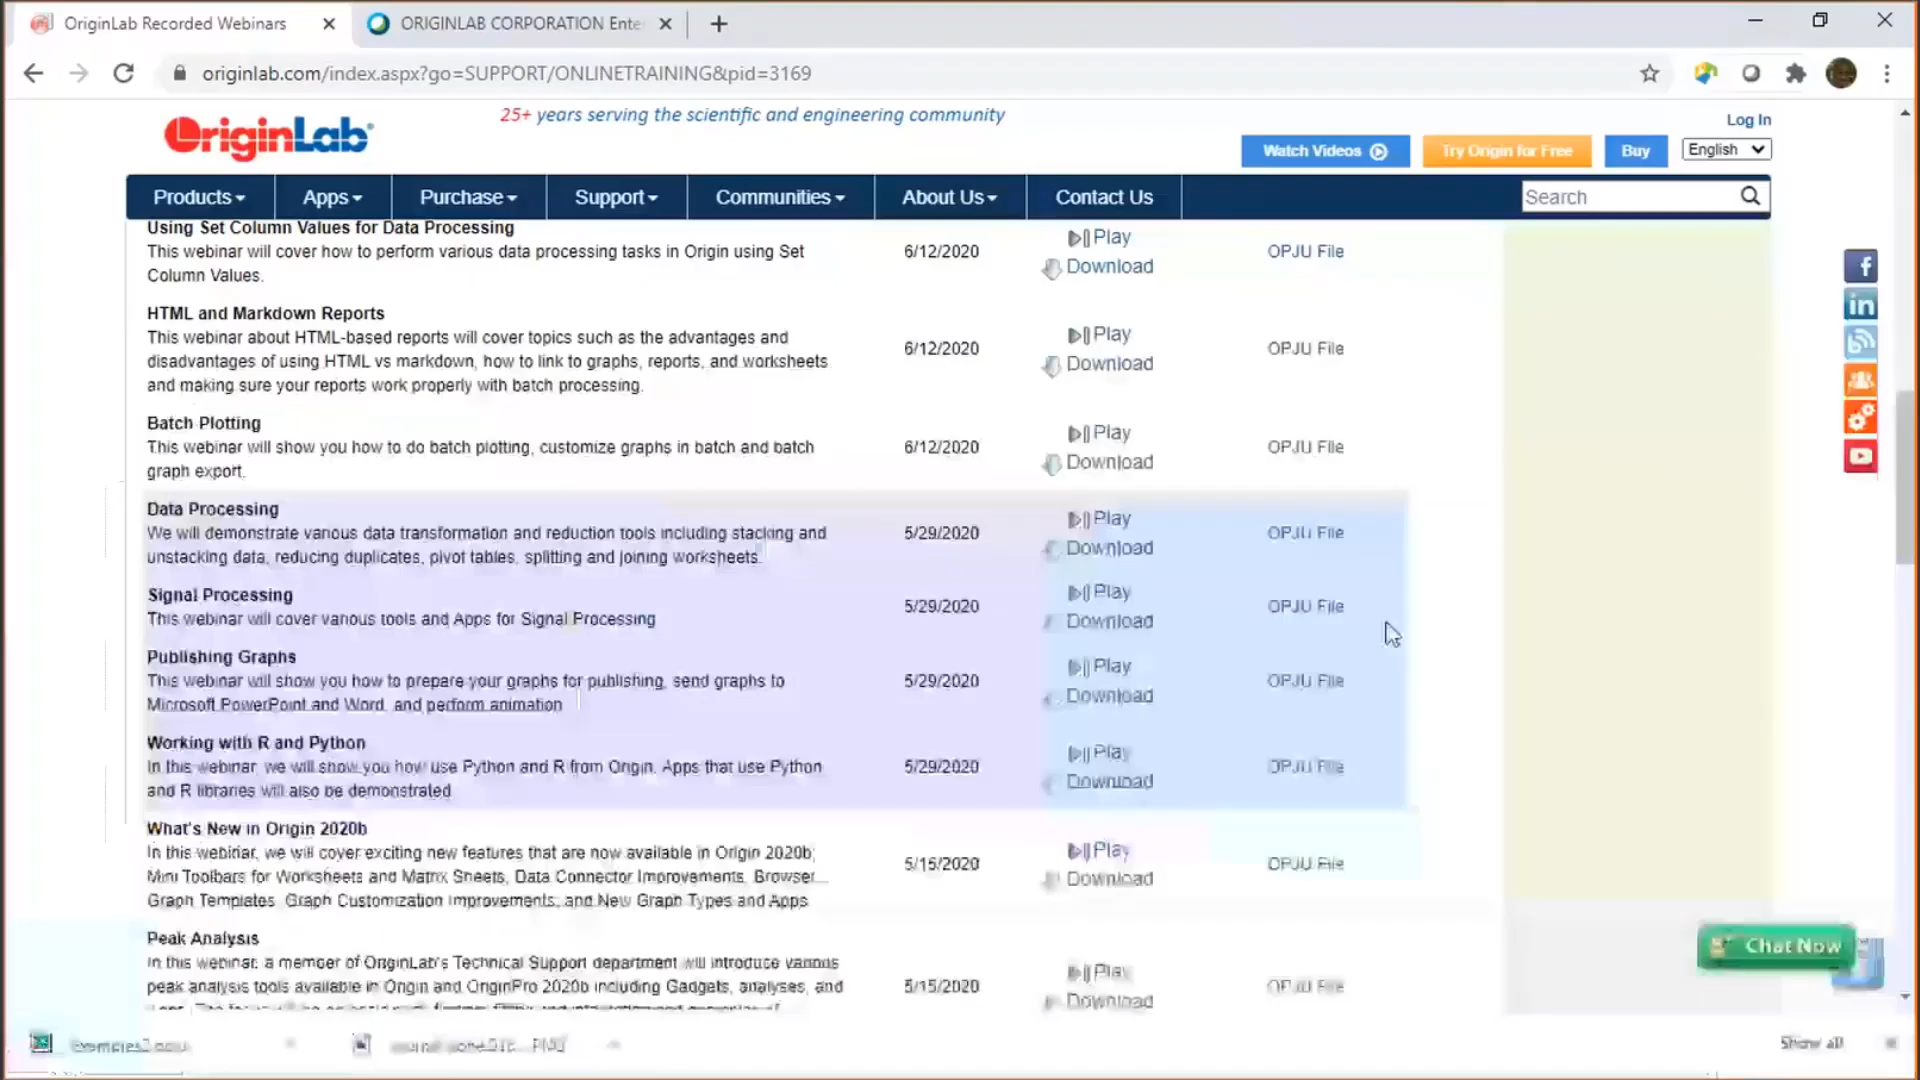 OriginLab Recorded Webinars
ORIGINLAB CORPORATION Ente
originlab.com/index.aspx?go=SUPPORT/ONLINETRAINING&pid=3169
OriginLab
25+ years serving the scientific and engineering community
Log In
Watch Videos
Try Origin for Free
Buy
English
Products
Apps
Purchase
Support
Communities
About Us
Contact Us
Search
Using Set Column Values for Data Processing
This webinar will cover how to perform various data processing tasks in Origin using Set
Column Values.
6/12/2020
Play
Download
OPJU File
HTML and Markdown Reports
This webinar about HTML-based reports will cover topics such as the advantages and
disadvantages of using HTML vs markdown, how to link to graphs, reports, and worksheets
and making sure your reports work properly with batch processing.
6/12/2020
Play
Download
OPJU File
Batch Plotting
This webinar will show you how to do batch plotting, customize graphs in batch and batch
graph export.
6/12/2020
Play
Download
OPJU File
Data Processing
We will demonstrate various data transformation and reduction tools including stacking and
unstacking data, reducing duplicates, pivot tables, splitting and joining worksheets.
5/29/2020
Play
Download
OPJU File
Signal Processing
This webinar will cover various tools and Apps for Signal Processing
5/29/2020
Play
Download
OPJU File
Publishing Graphs
This webinar will show you how to prepare your graphs for publishing, send graphs to
Microsoft PowerPoint and Word, and perform animation
5/29/2020
Play
Download
OPJU File
Working with R and Python
In this webinar, we will show you how use Python and R from Origin. Apps that use Python
and R libraries will also be demonstrated
5/29/2020
Play
Download
OPJU File
What's New in Origin 2020b
In this webinar, we will cover exciting new features that are now available in Origin 2020b;
Mini Toolbars for Worksheets and Matrix Sheets, Data Connector Improvements, Browser
Graph Templates, Graph Customization Improvements, and New Graph Types and Apps
5/15/2020
Play
Download
OPJU File
Peak Analysis
In this webinar, a member of OriginLab's Technical Support department will introduce various
peak analysis tools available in Origin and OriginPro 2020b including Gadgets, analyses, and
5/15/2020
Play
Download
OPJU File
Chat Now
Show all